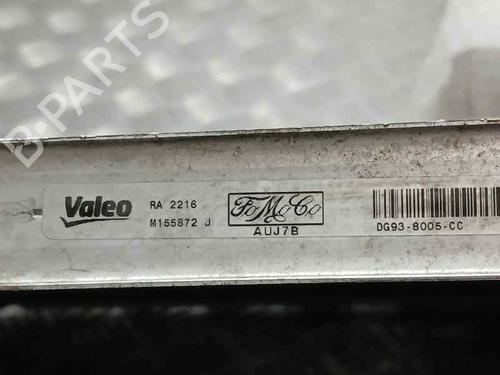 B-PARTS
Valeo
RA 2216
M155872 J
FoMoCo
AUJ7B
DG93-8005-CC